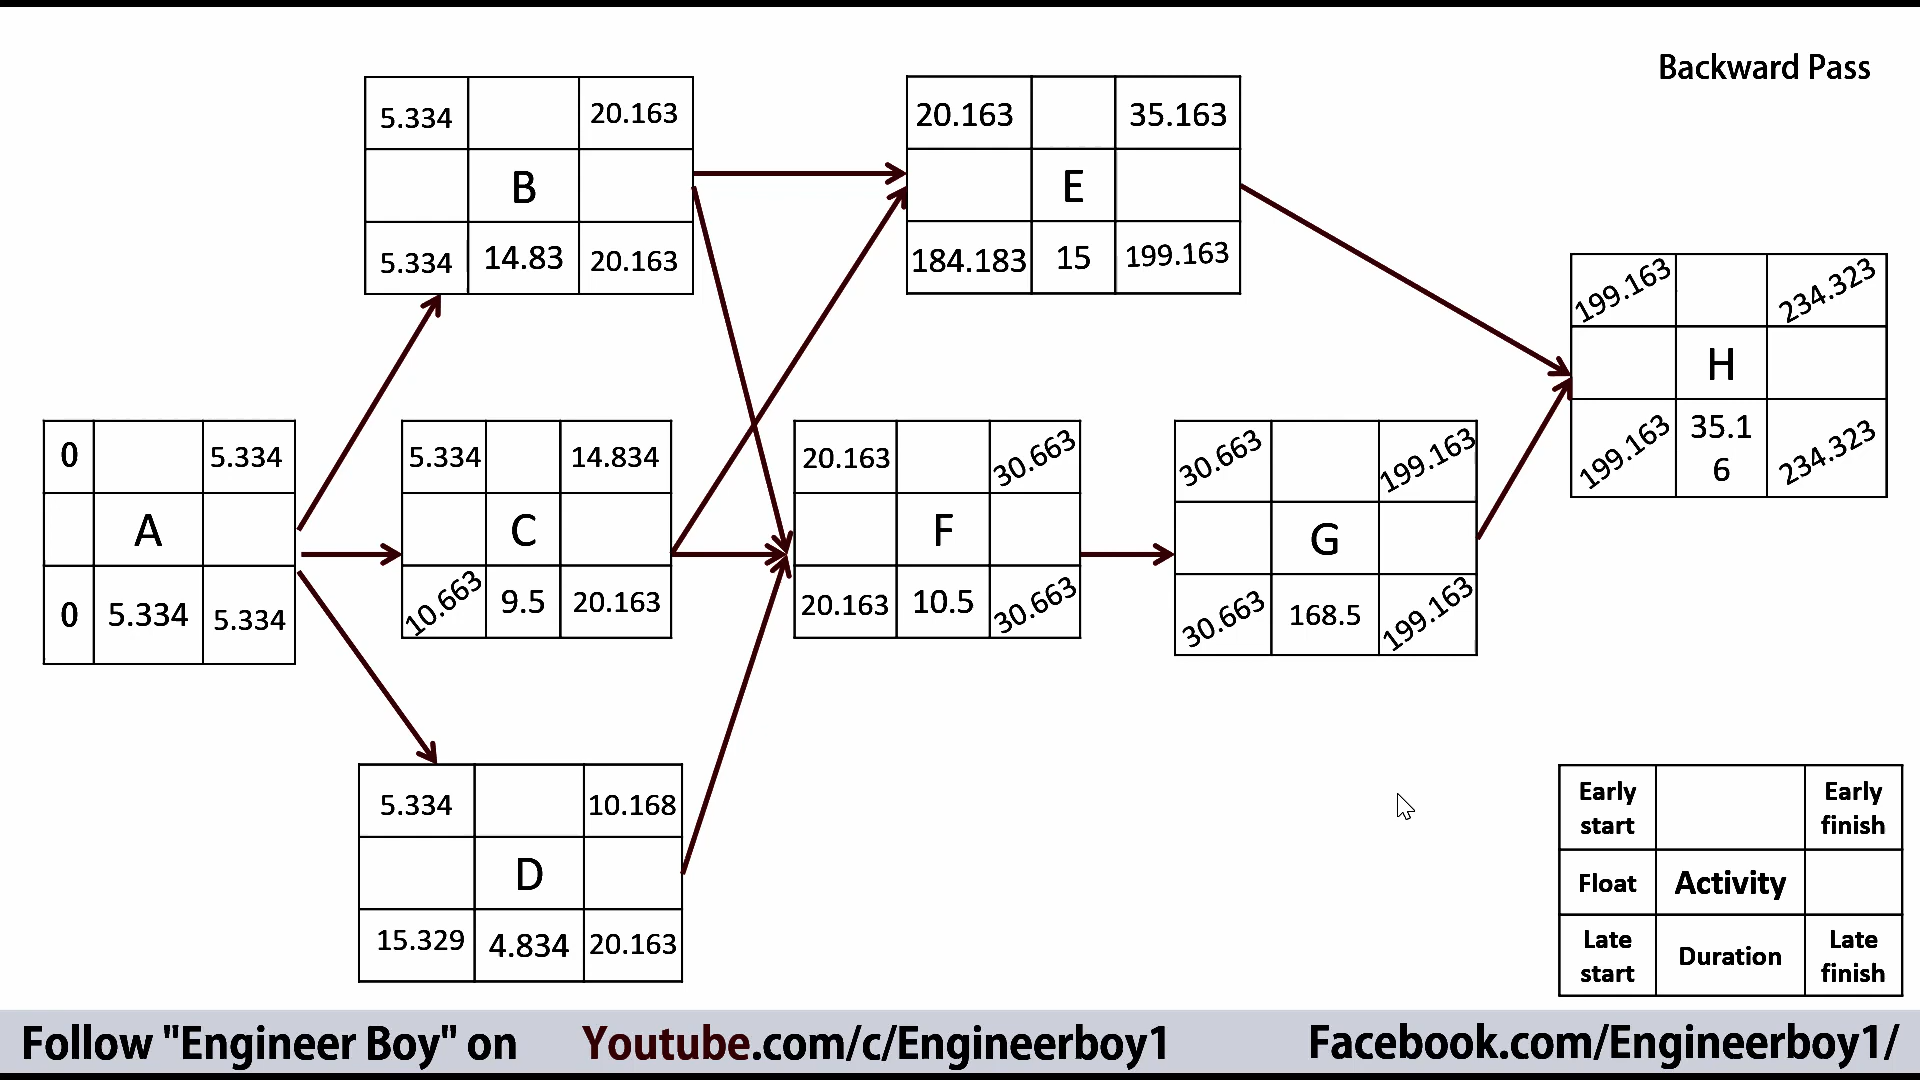 Backward Pass
5.334 20.163
B
5.334 14.83 20.163
20.163 35.163
E
184.183 15 199.163
199.163 234.323
H
199.163 35.1 234.323
6
0 5.334
A
0 5.334 5.334
5.334 14.834
C
10.663 9.5 20.163
20.163 30.663
F
20.163 10.5 30.663
30.663 199.163
G
30.663 168.5 199.163
5.334 10.168
D
15.329 4.834 20.163
Early Early
start finish
Float Activity
Late Duration Late
start finish
Follow "Engineer Boy" on Youtube.com/c/Engineerboy1 Facebook.com/Engineerboy1/